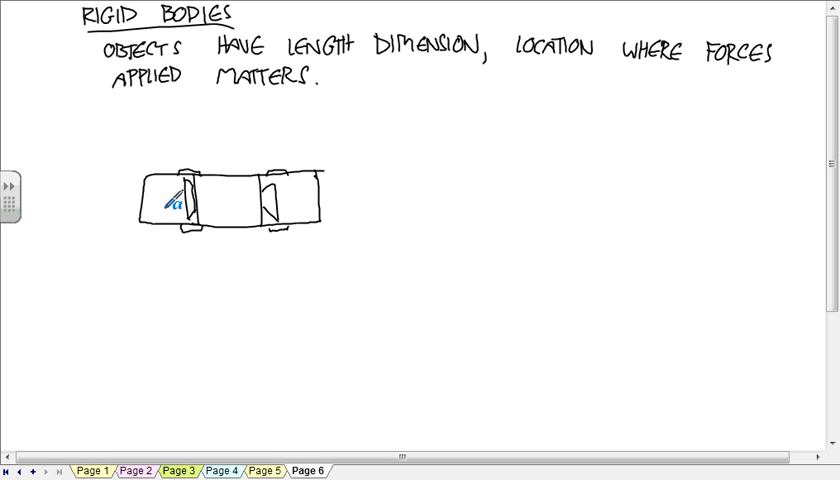 RIGID BODIES
OBJECTS HAVE LENGTH DIMENSION, LOCATION WHERE FORCES
APPLIED MATTERS.
a
Page 1 Page 2 Page 3 Page 4 Page 5 Page 6